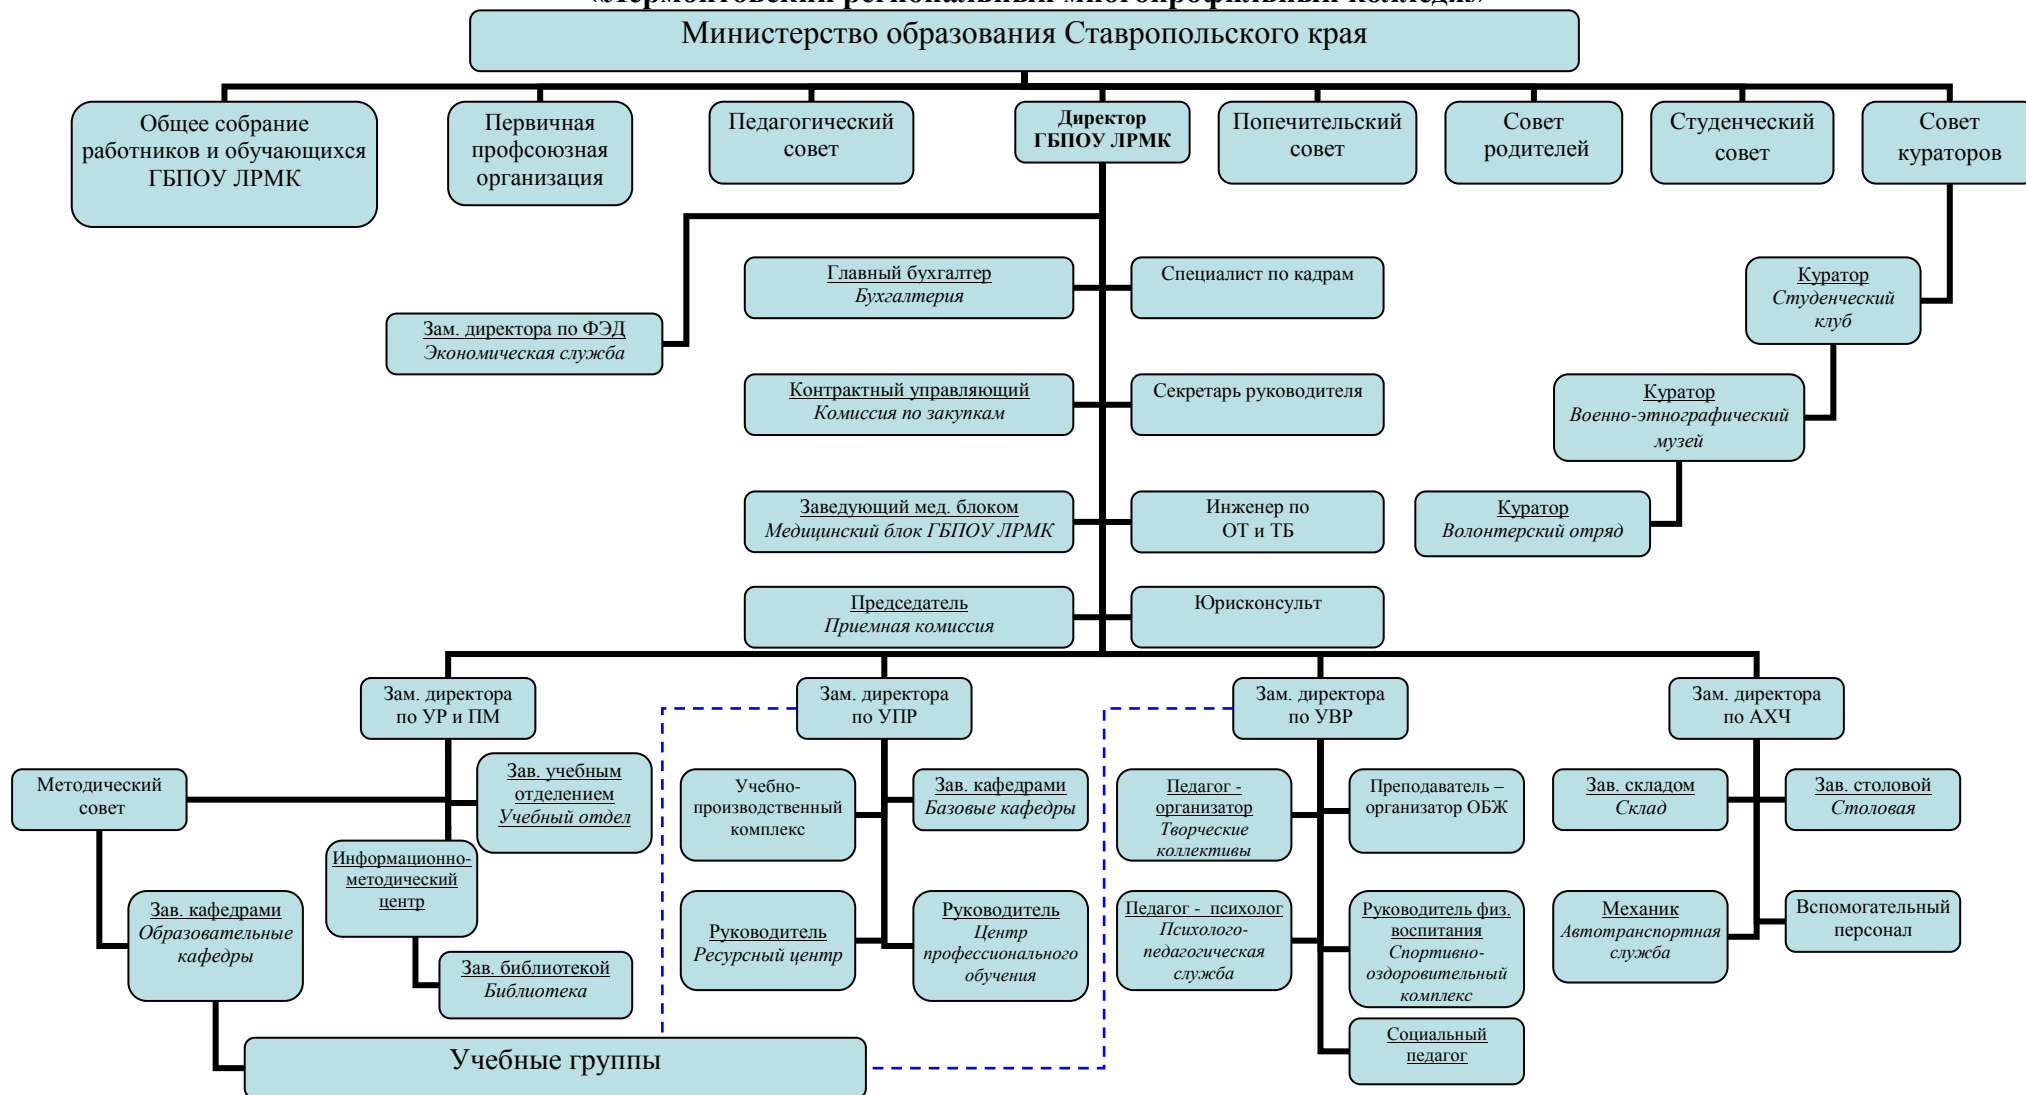 «Лермонтовский региональный многопрофильный колледж»
Министерство образования Ставропольского края
Общее собрание
работников и обучающихся
ГБПОУ ЛРМК
Первичная
профсоюзная
организация
Педагогический
совет
Директор
ГБПОУ ЛРМК
Попечительский
совет
Совет
родителей
Студенческий
совет
Совет
кураторов
Главный бухгалтер
Бухгалтерия
Специалист по кадрам
Куратор
Студенческий
клуб
Зам. директора по ФЭД
Экономическая служба
Контрактный управляющий
Комиссия по закупкам
Секретарь руководителя
Куратор
Военно-этнографический
музей
Заведующий мед. блоком
Медицинский блок ГБПОУ ЛРМК
Инженер по
ОТ и ТБ
Куратор
Волонтерский отряд
Председатель
Приемная комиссия
Юрисконсульт
Зам. директора
по УР и ПМ
Зам. директора
по УПР
Зам. директора
по УВР
Зам. директора
по АХЧ
Методический
совет
Зав. учебным
отделением
Учебный отдел
Учебно-
производственный
комплекс
Зав. кафедрами
Базовые кафедры
Педагог -
организатор
Творческие
коллективы
Преподаватель –
организатор ОБЖ
Зав. складом
Склад
Зав. столовой
Столовая
Информационно-
методический
центр
Зав. кафедрами
Образовательные
кафедры
Зав. библиотекой
Библиотека
Руководитель
Ресурсный центр
Руководитель
Центр
профессионального
обучения
Педагог - психолог
Психолого-
педагогическая
служба
Руководитель физ.
воспитания
Спортивно-
оздоровительный
комплекс
Механик
Автотранспортная
служба
Вспомогательный
персонал
Социальный
педагог
Учебные группы